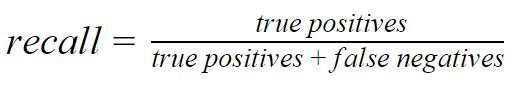 recall = true positives / true positives + false negatives